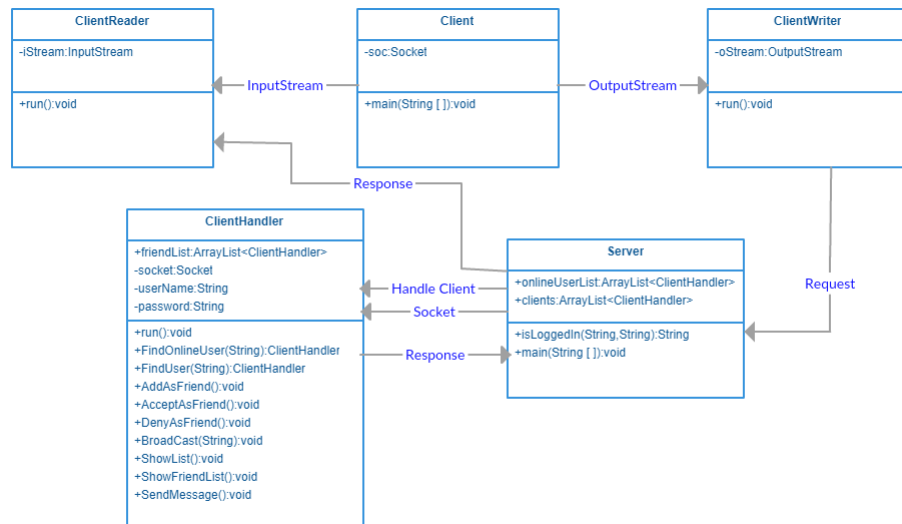 ClientReader
-iStream:InputStream
+run():void
InputStream
Client
-soc:Socket
+main(String [ ]):void
OutputStream
ClientWriter
-oStream:OutputStream
+run():void
Response
Request
ClientHandler
+friendList:ArrayList<ClientHandler>
-socket:Socket
-userName:String
-password:String
+run():void
+FindOnlineUser(String):ClientHandler
+FindUser(String):ClientHandler
+AddAsFriend():void
+AcceptAsFriend():void
+DenyAsFriend():void
+BroadCast(String):void
+ShowList():void
+ShowFriendList():void
+SendMessage():void
Handle Client
Socket
Response
Server
+onlineUserList:ArrayList<ClientHandler>
+clients:ArrayList<ClientHandler>
+isLoggedIn(String,String):String
+main(String [ ]):void